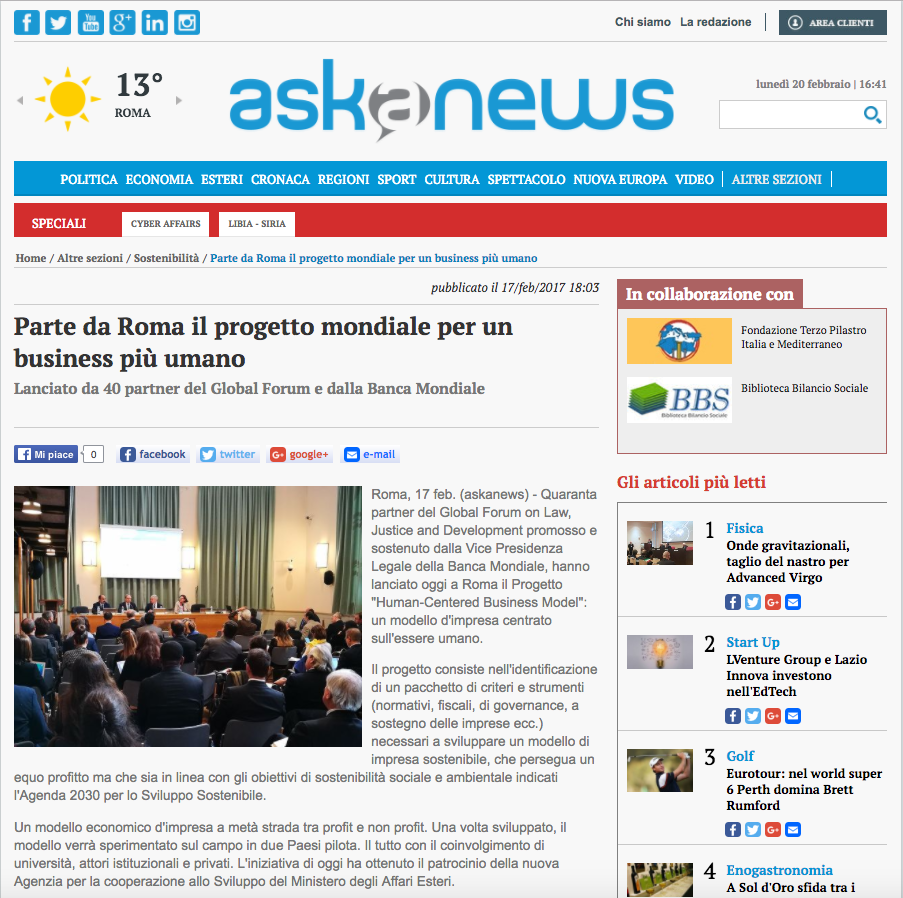 Chi siamo La redazione AREA CLIENTI
13°
ROMA
askanews
lunedì 20 febbraio | 16:41
POLITICA ECONOMIA ESTERI CRONACA REGIONI SPORT CULTURA SPETTACOLO NUOVA EUROPA VIDEO ALTRE SEZIONI
SPECIALI CYBER AFFAIRS LIBIA - SIRIA
Home / Altre sezioni / Sostenibilità / Parte da Roma il progetto mondiale per un business più umano
pubblicato il 17/feb/2017 18:03
Parte da Roma il progetto mondiale per un
business più umano
Lanciato da 40 partner del Global Forum e dalla Banca Mondiale
Mi piace 0 facebook twitter google+ e-mail
Roma, 17 feb. (askanews) - Quaranta
partner del Global Forum on Law,
Justice and Development promosso e
sostenuto dalla Vice Presidenza
Legale della Banca Mondiale, hanno
lanciato oggi a Roma il Progetto
"Human-Centered Business Model":
un modello d'impresa centrato
sull'essere umano.
Il progetto consiste nell'identificazione
di un pacchetto di criteri e strumenti
(normativi, fiscali, di governance, a
sostegno delle imprese ecc.)
necessari a sviluppare un modello di
impresa sostenibile, che persegua un
equo profitto ma che sia in linea con gli obiettivi di sostenibilità sociale e ambientale indicati
l'Agenda 2030 per lo Sviluppo Sostenibile.
Un modello economico d'impresa a metà strada tra profit e non profit. Una volta sviluppato, il
modello verrà sperimentato sul campo in due Paesi pilota. Il tutto con il coinvolgimento di
università, attori istituzionali e privati. L'iniziativa di oggi ha ottenuto il patrocinio della nuova
Agenzia per la cooperazione allo Sviluppo del Ministero degli Affari Esteri.
In collaborazione con
Fondazione Terzo Pilastro
Italia e Mediterraneo
BBS
Biblioteca Bilancio Sociale
Biblioteca Bilancio Sociale
Gli articoli più letti
1 Fisica
Onde gravitazionali,
taglio del nastro per
Advanced Virgo
2 Start Up
LVenture Group e Lazio
Innova investono
nell'EdTech
3 Golf
Eurotour: nel world super
6 Perth domina Brett
Rumford
4 Enogastronomia
A Sol d'Oro sfida tra i